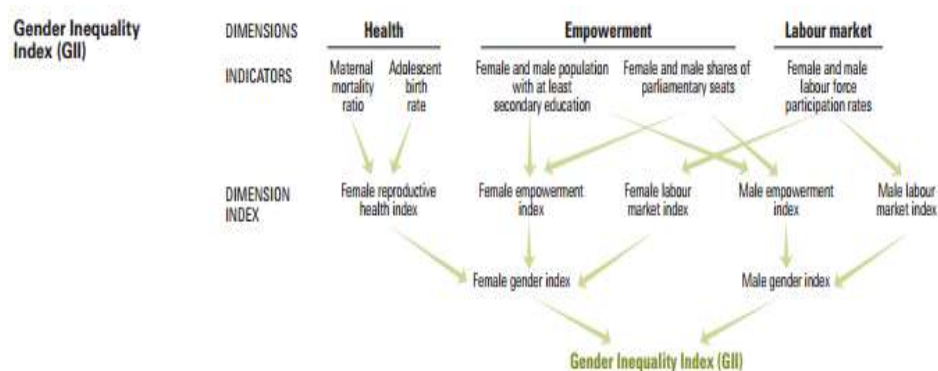 Gender Inequality
Index (GII)
DIMENSIONS
Health
Empowerment
Labour market
INDICATORS
Maternal
mortality
ratio
Adolescent
birth
rate
Female and male population
with at least
secondary education
Female and male shares of
parliamentary seats
Female and male
labour force
participation rates
DIMENSION
INDEX
Female reproductive
health index
Female empowerment
index
Female labour
market index
Male empowerment
index
Male labour
market index
Female gender index
Male gender index
Gender Inequality Index (GII)